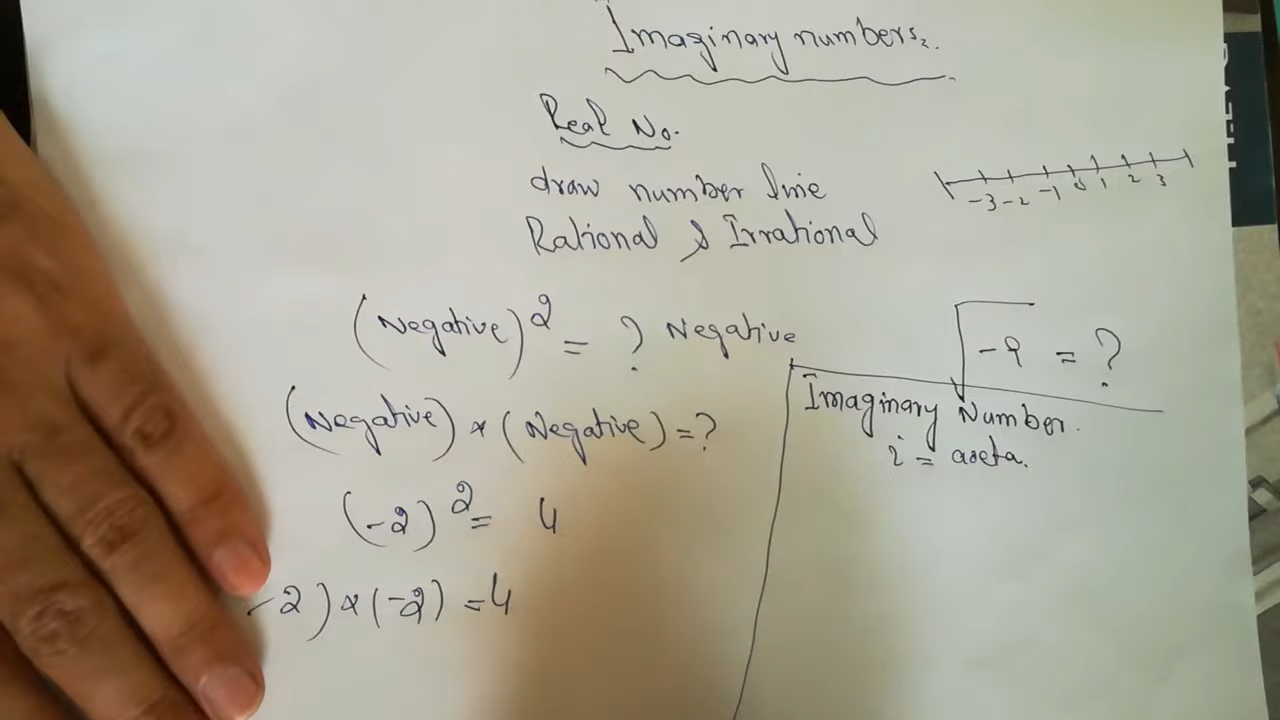 Imaginary numbers.
Real No.
draw number line
-3 -2 -1 0 1 2 3
Rational & Irrational
(Negative)² = ? Negative
√-9 = ?
(Negative) × (Negative) = ?
Imaginary Number.
i =
(-2)² = 4
-2) × (-2) = 4